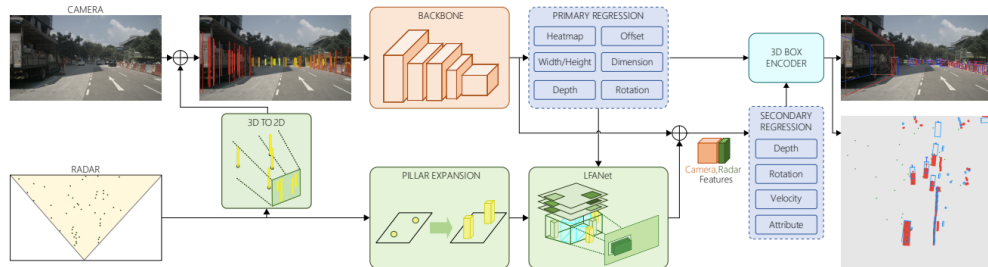 CAMERA
BACKBONE
PRIMARY REGRESSION
Heatmap
Offset
Width/Height
Dimension
Depth
Rotation
3D BOX
ENCODER
3D TO 2D
SECONDARY
REGRESSION
Depth
Rotation
Velocity
Attribute
Camera,Radar
Features
RADAR
PILLAR EXPANSION
LFANet